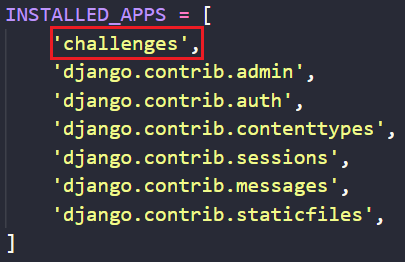 INSTALLED_APPS = [
    'challenges',
    'django.contrib.admin',
    'django.contrib.auth',
    'django.contrib.contenttypes',
    'django.contrib.sessions',
    'django.contrib.messages',
    'django.contrib.staticfiles',
]